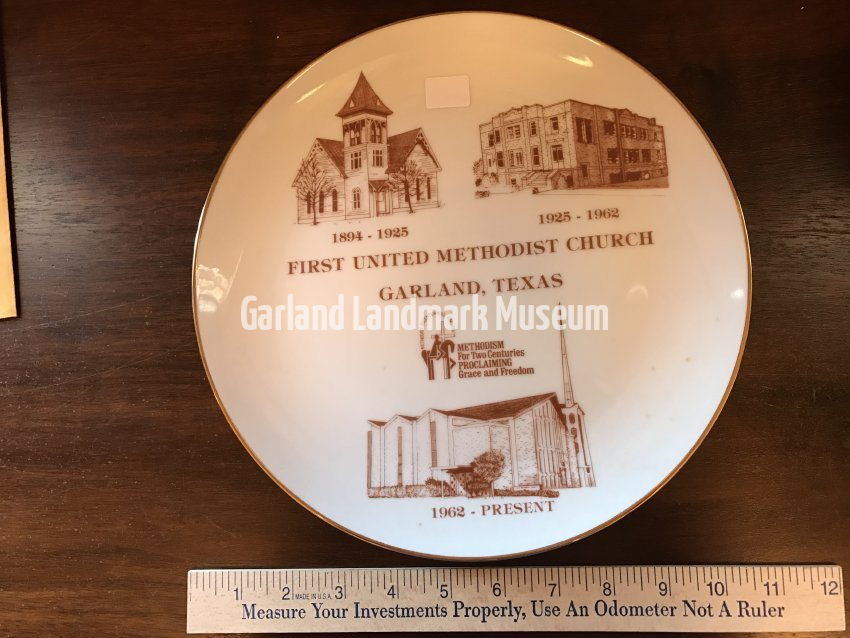 1894 - 1925
1925 - 1962
FIRST UNITED METHODIST CHURCH
GARLAND, TEXAS
Garland Landmark Museum
METHODISM
For Two Centuries
PROCLAIMING
Grace and Freedom
1962 - PRESENT
1 2 MADE IN U.S.A. 3 4 5 6 7 8 9 10 11 12
Measure Your Investments Properly, Use An Odometer Not A Ruler